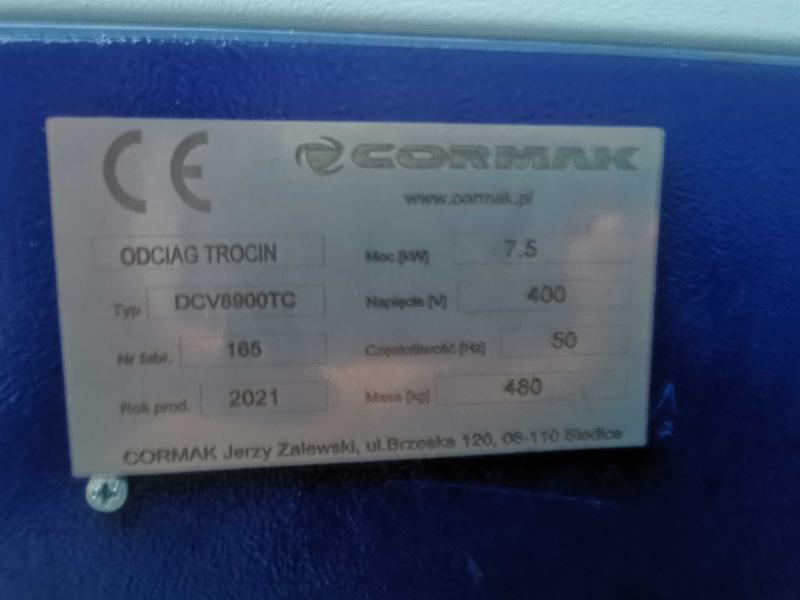 CE CORMAK
www.cormak.pl
ODCIAG TROCIN Moc [kW] 7.5
Typ DCV8900TC Napięcie [V] 400
Nr fabr. 165 Częstotliwość [Hz] 50
Rok prod. 2021 Masa [kg] 480
CORMAK Jerzy Zalewski, ul.Brzeska 120, 08-110 Siedlce